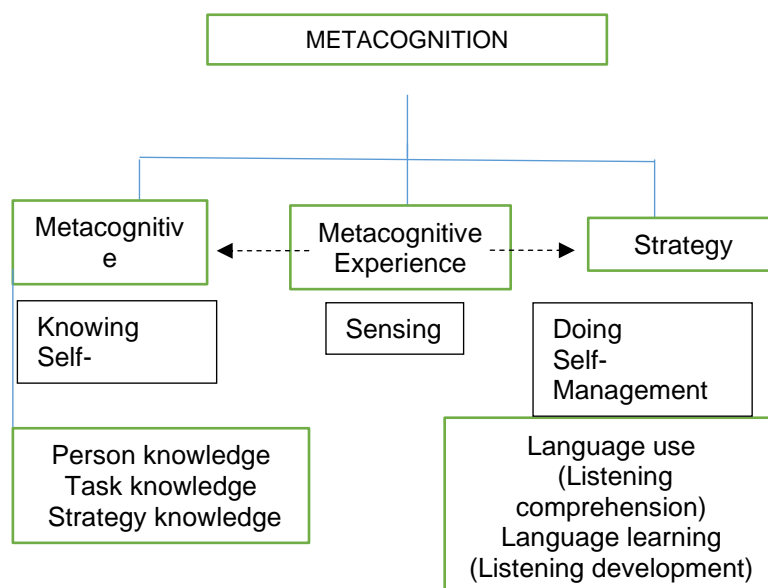 METACOGNITION
Metacognitiv
e
Metacognitive
Experience
Strategy
Knowing
Self-
Sensing
Doing
Self-
Management
Person knowledge
Task knowledge
Strategy knowledge
Language use
(Listening
comprehension)
Language learning
(Listening development)